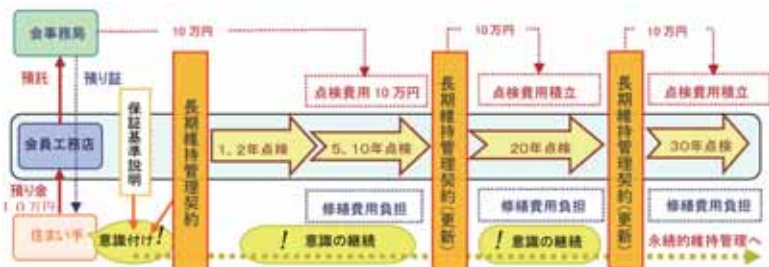 会事務局
10万円
10万円
10万円
預託
預り証
点検費用10万円
点検費用積立
点検費用積立
保証基準説明
長期維持管理契約
長期維持管理契約(更新)
長期維持管理契約(更新)
会員工務店
1、2年点検
5、10年点検
20年点検
30年点検
預り金
10万円
修繕費用負担
修繕費用負担
修繕費用負担
住まい手
意識付け!
!意識の継続
!意識の継続
永続的維持管理へ